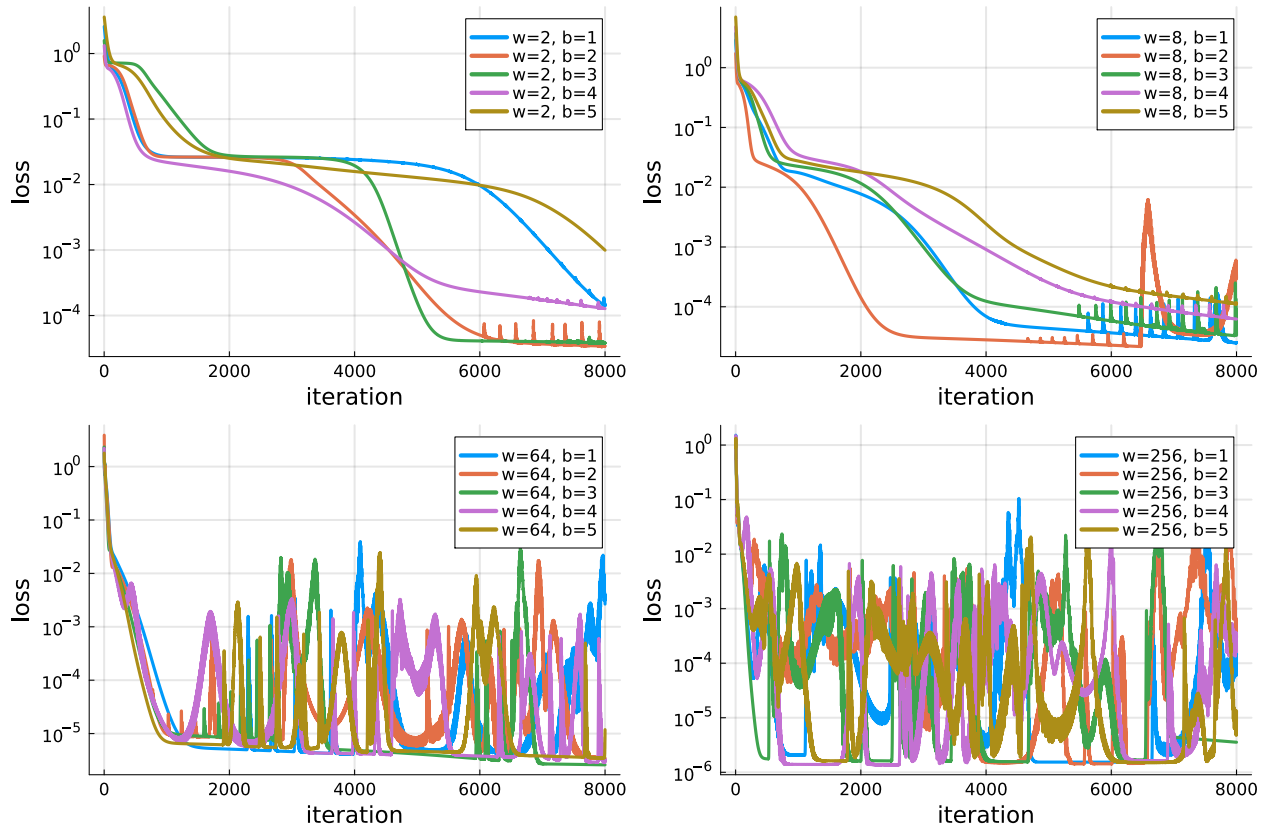 10^0
10^-1
10^-2
10^-3
10^-4
loss
0
2000
4000
6000
8000
iteration
w=2, b=1
w=2, b=2
w=2, b=3
w=2, b=4
w=2, b=5
10^0
10^-1
10^-2
10^-3
10^-4
loss
0
2000
4000
6000
8000
iteration
w=8, b=1
w=8, b=2
w=8, b=3
w=8, b=4
w=8, b=5
10^0
10^-1
10^-2
10^-3
10^-4
10^-5
loss
0
2000
4000
6000
8000
iteration
w=64, b=1
w=64, b=2
w=64, b=3
w=64, b=4
w=64, b=5
10^0
10^-1
10^-2
10^-3
10^-4
10^-5
10^-6
loss
0
2000
4000
6000
8000
iteration
w=256, b=1
w=256, b=2
w=256, b=3
w=256, b=4
w=256, b=5